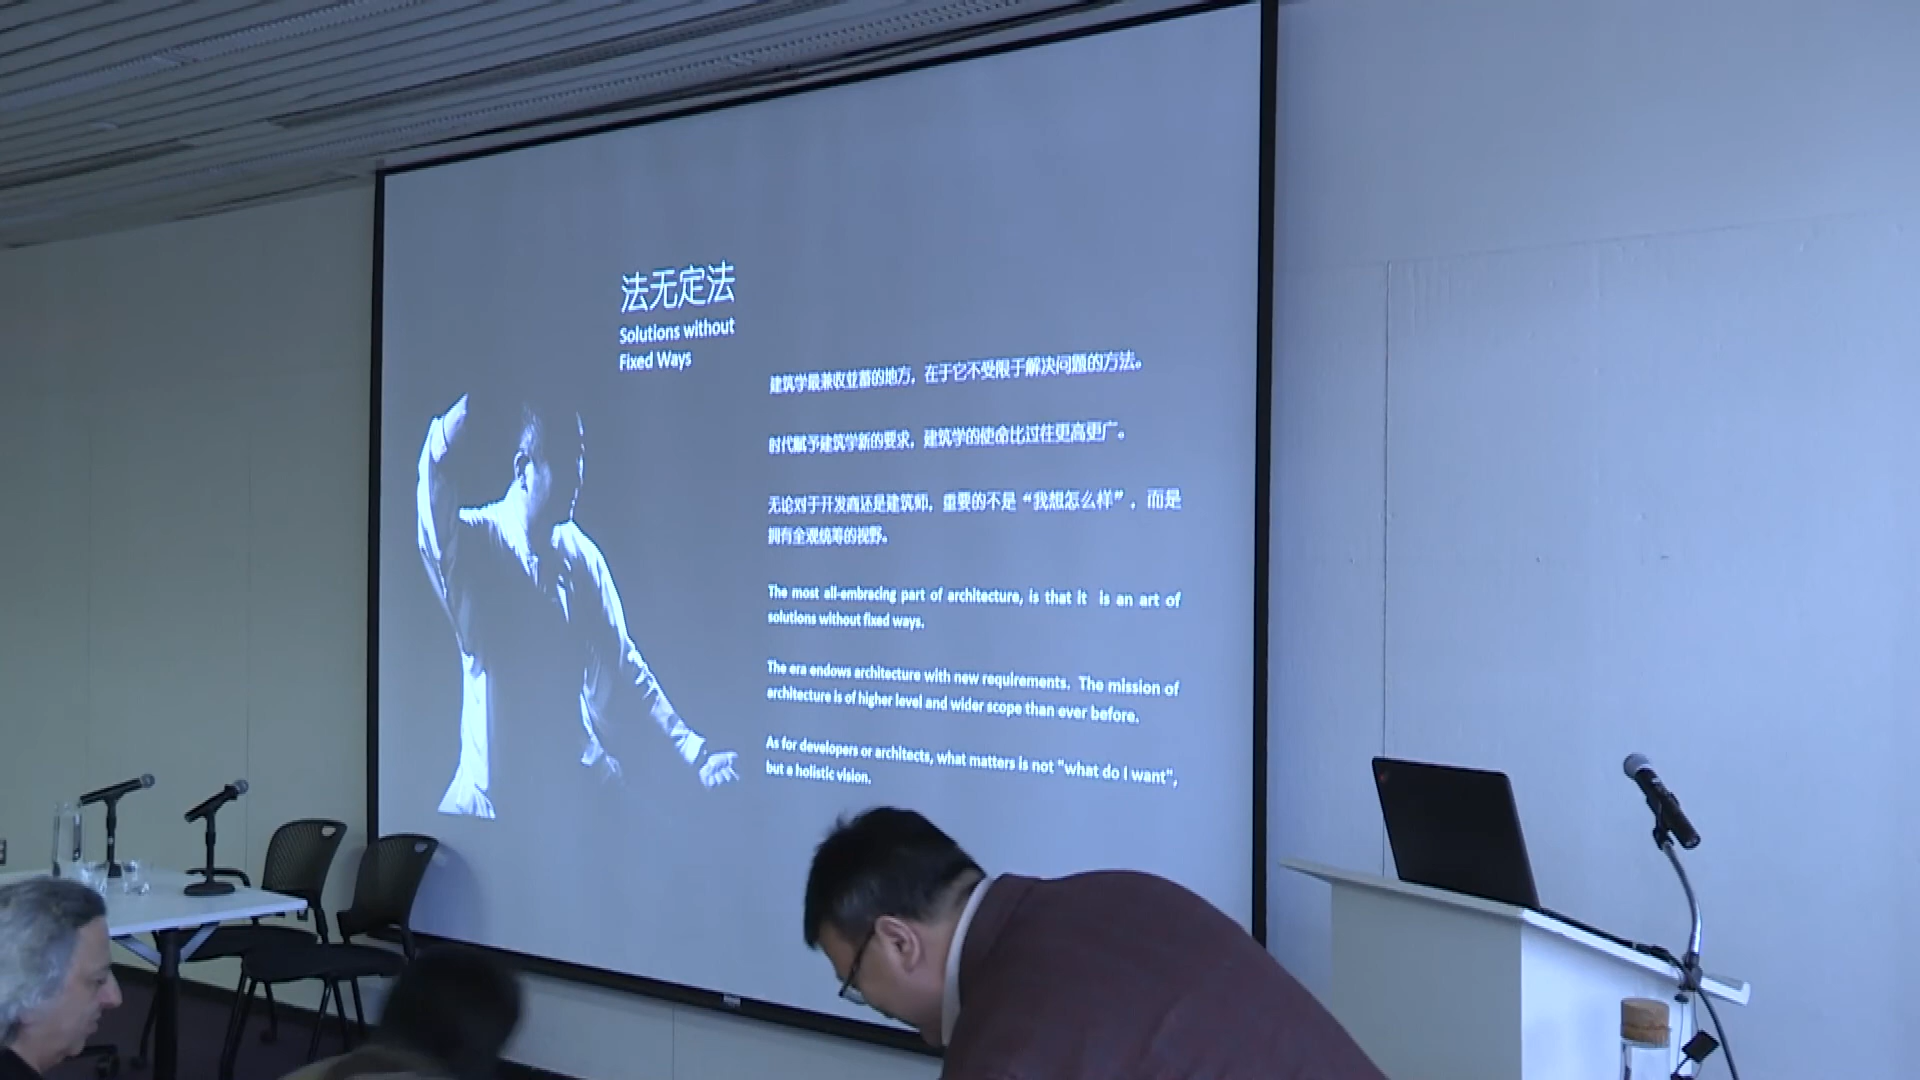 法无定法
Solutions without
Fixed Ways
建筑学最兼收并蓄的地方，在于它不受限于解决问题的方法。
时代赋予建筑学新的要求，建筑学的使命比过往更高更广。
无论对于开发商还是建筑师，重要的不是“我想怎么样”，而是
拥有全观统筹的视野。
The most all-embracing part of architecture, is that it is an art of
solutions without fixed ways.
The era endows architecture with new requirements. The mission of
architecture is of higher level and wider scope than ever before.
As for developers or architects, what matters is not "what do I want",
but a holistic vision.